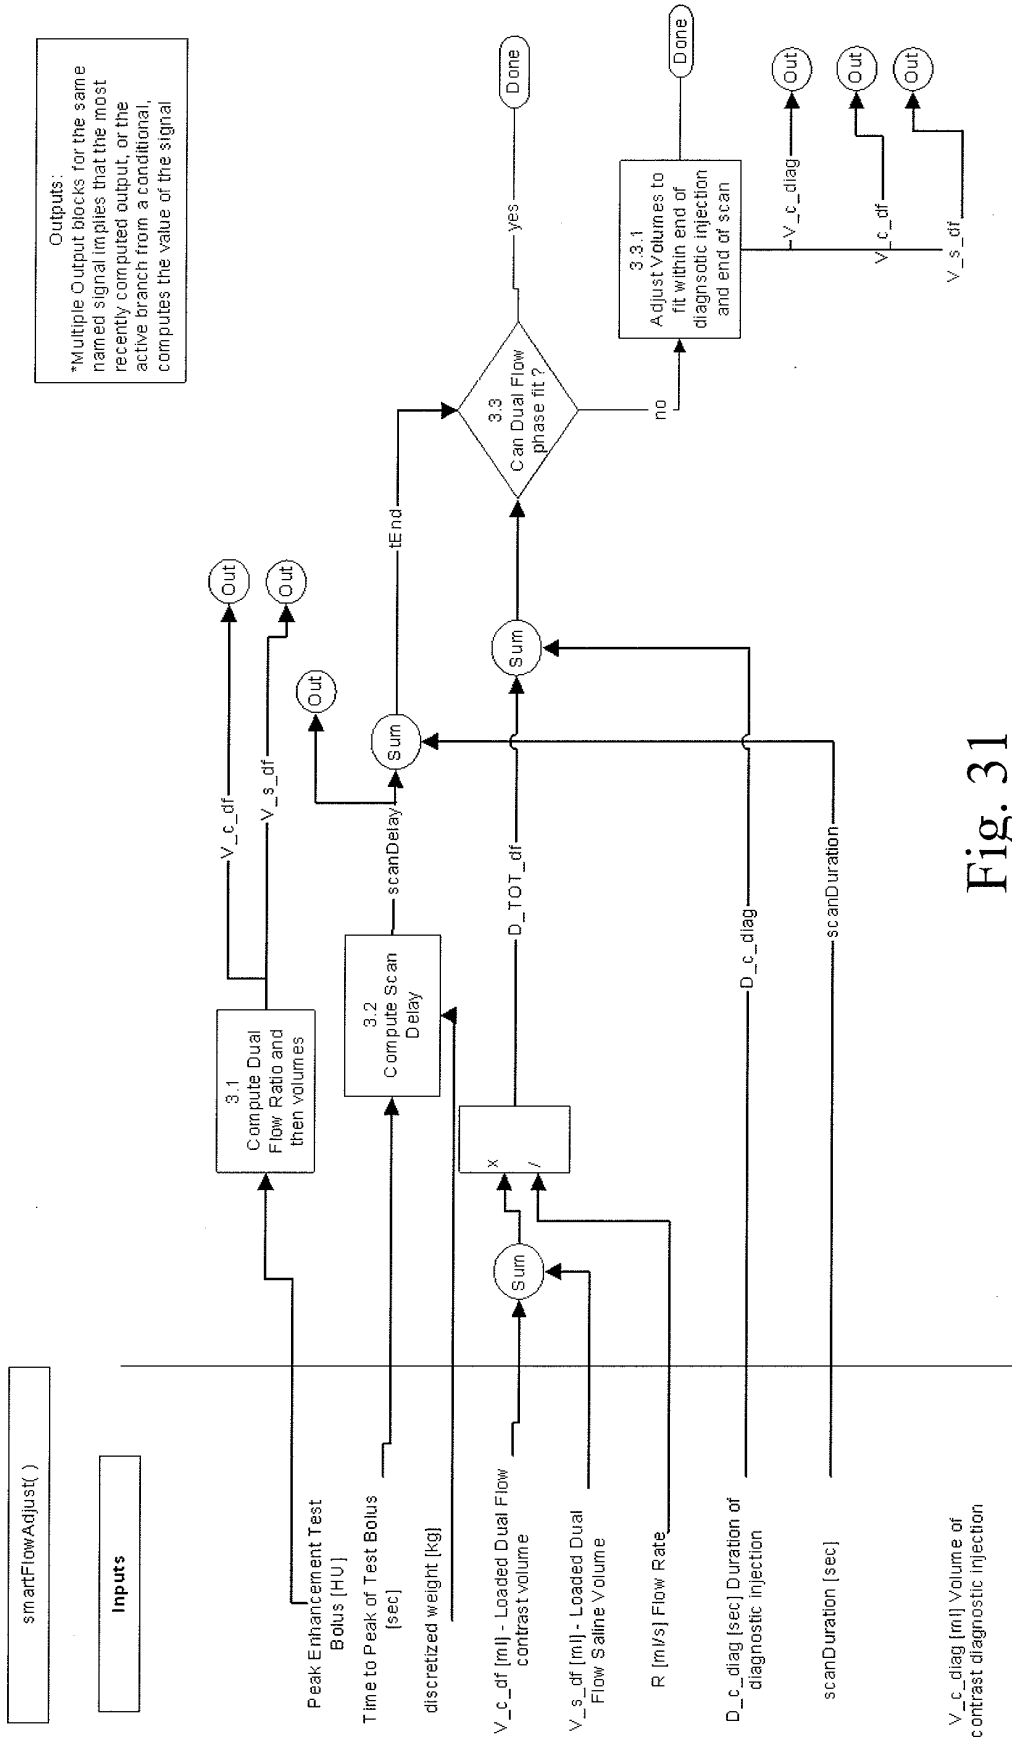 smartFlowAdjust( )
Inputs
Peak Enhancement Test
Bolus [HU]
Time to Peak of Test Bolus
[sec]
discretized weight [kg]
V_c_df [ml] - Loaded Dual Flow
contrast volume
V_s_df [ml] - Loaded Dual
Flow Saline Volume
R [ml/s] Flow Rate
D_c_diag [sec] Duration of
diagnostic injection
scanDuration [sec]
V_c_diag [ml] Volume of
contrast diagnostic injection
3.1
Compute Dual
Flow Ratio and
then volumes
V_c_df
Out
V_s_df
Out
3.2
Compute Scan
Delay
scanDelay
Out
Sum
tEnd
Sum
x
/
D_TOT_df
Sum
D_c_diag
scanDuration
3.3
Can Dual Flow
phase fit ?
yes
Done
no
3.3.1
Adjust Volumes to
fit within end of
diagnsotic injection
and end of scan
Done
V_c_diag
Out
V_c_df
Out
V_s_df
Out
Outputs:
*Multiple Output blocks for the same
named signal implies that the most
recently computed output, or the
active branch from a conditional,
computes the value of the signal
Fig. 31